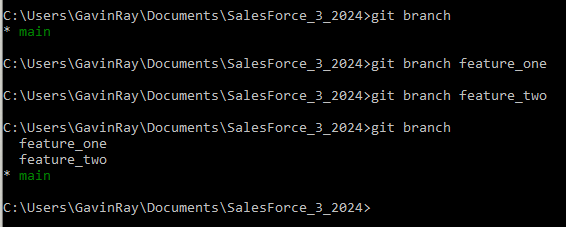 C:\Users\GavinRay\Documents\SalesForce_3_2024>git branch
* main
C:\Users\GavinRay\Documents\SalesForce_3_2024>git branch feature_one
C:\Users\GavinRay\Documents\SalesForce_3_2024>git branch feature_two
C:\Users\GavinRay\Documents\SalesForce_3_2024>git branch
  feature_one
  feature_two
* main
C:\Users\GavinRay\Documents\SalesForce_3_2024>